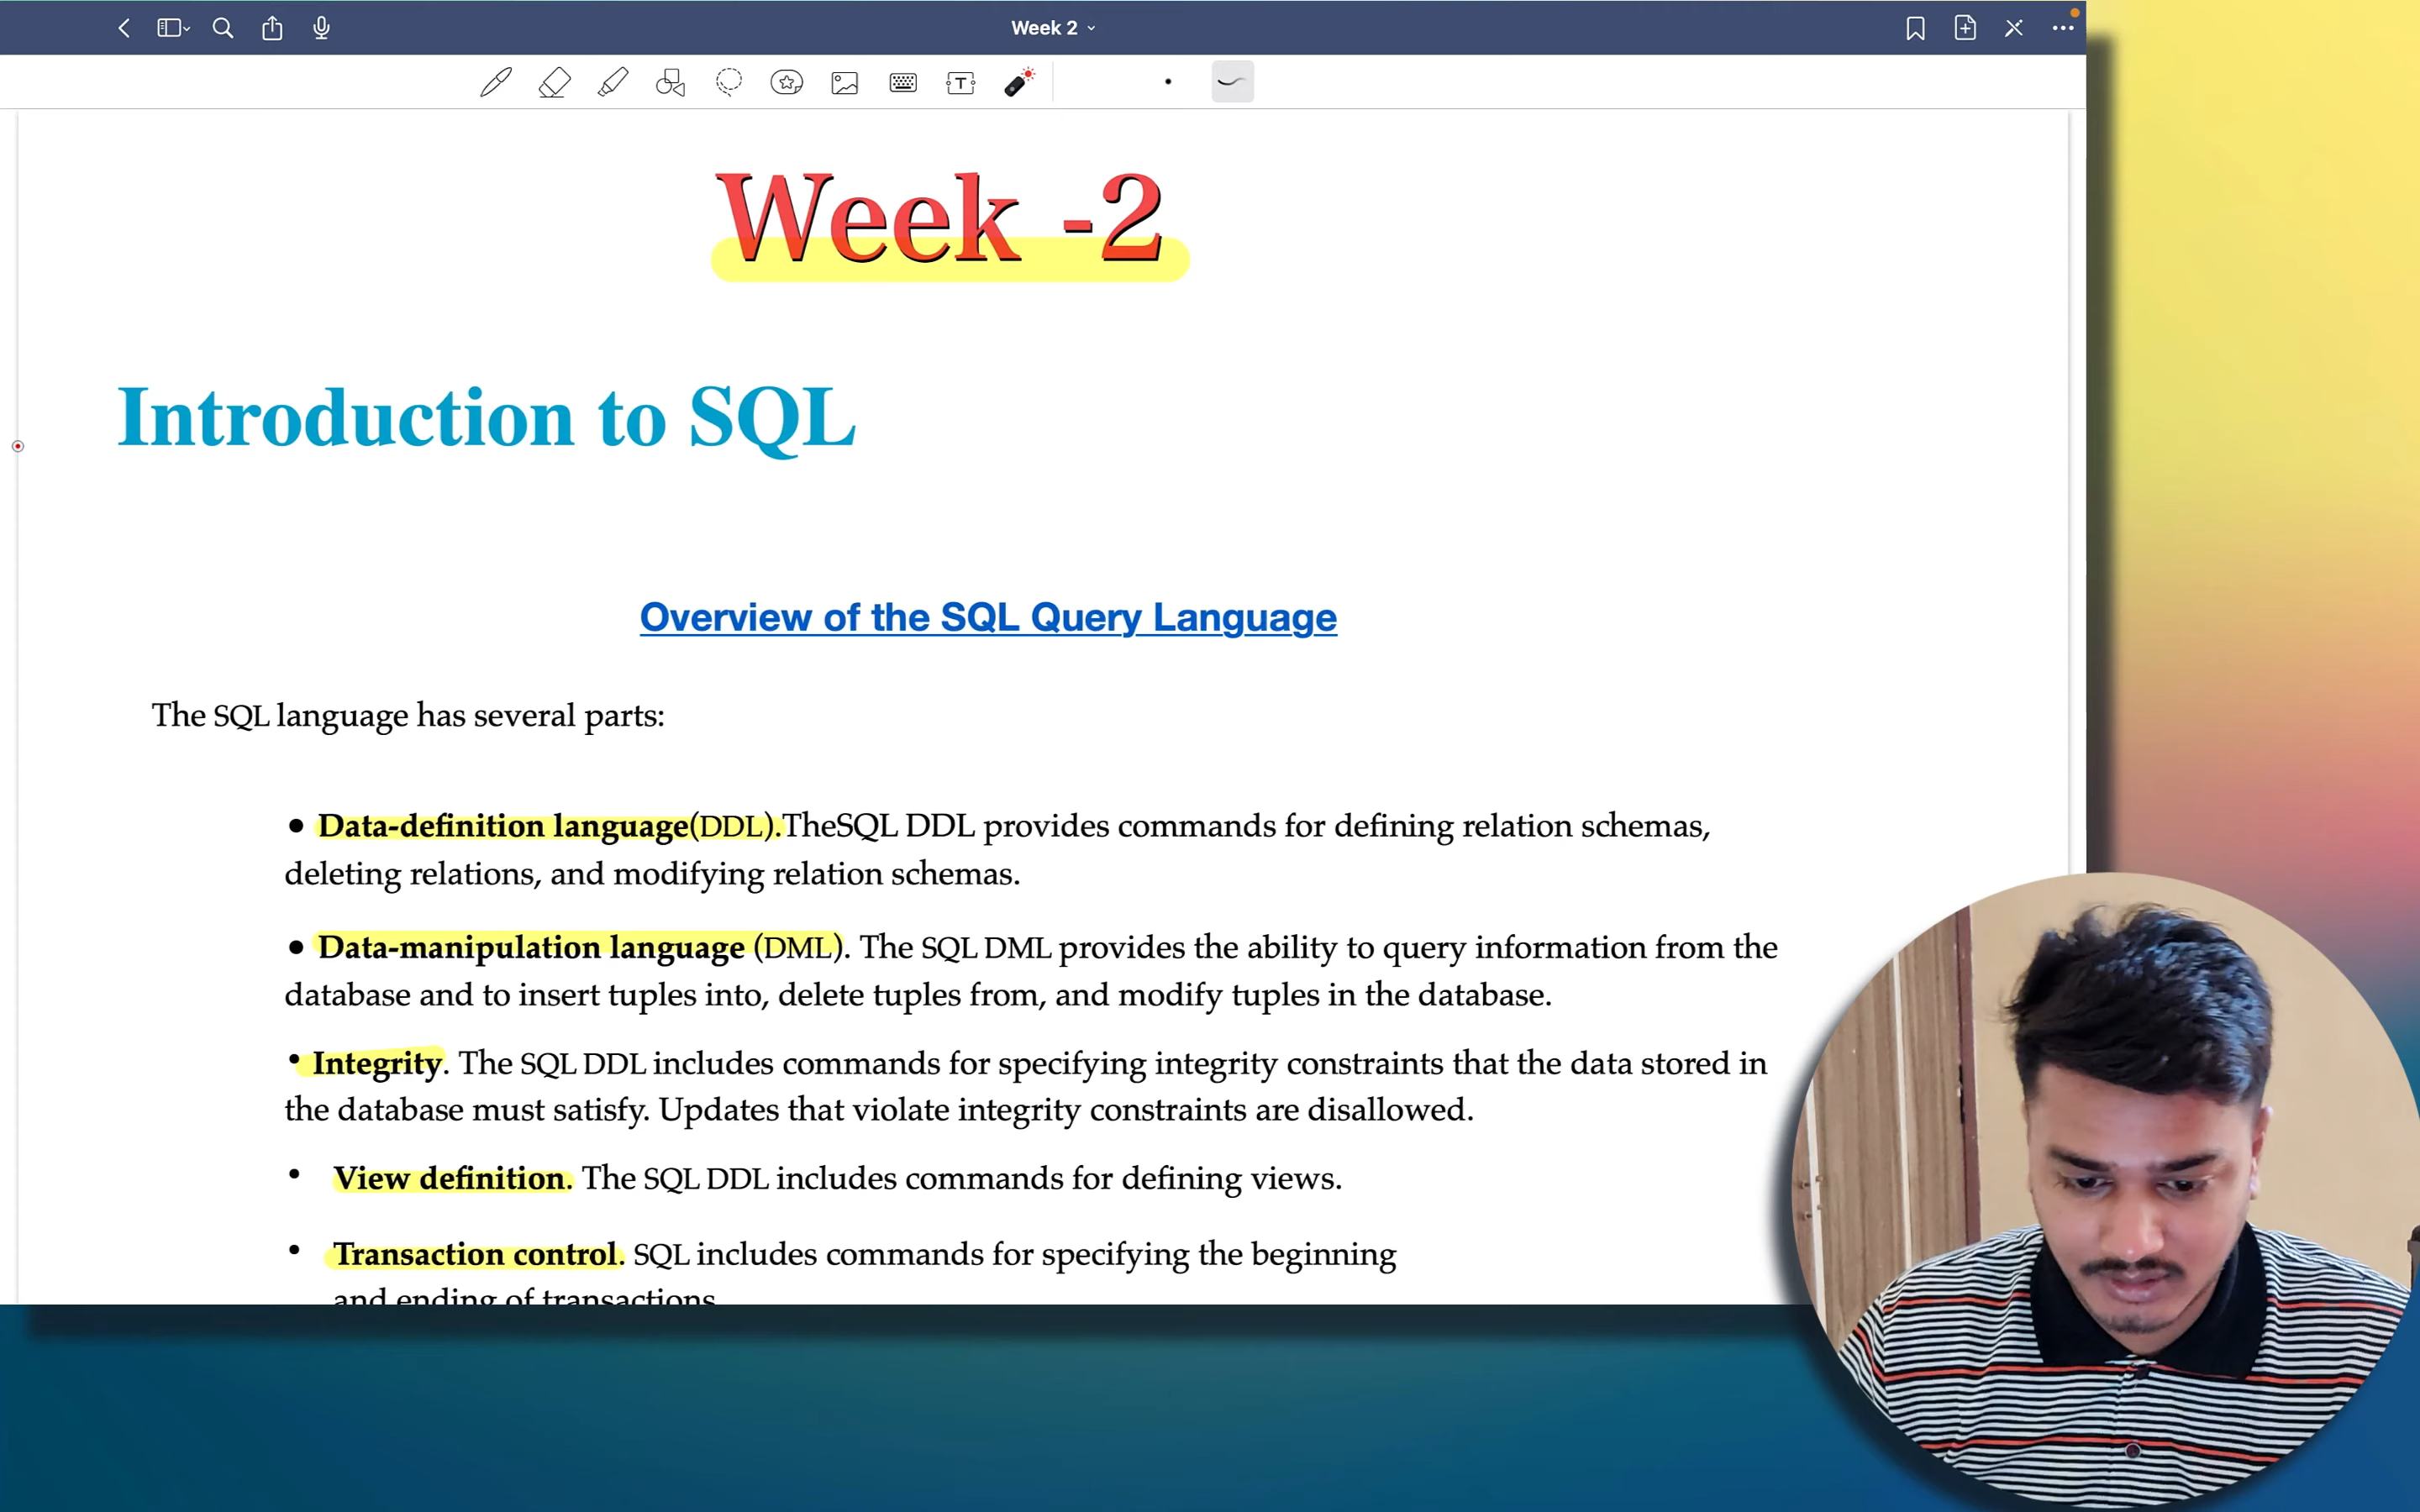 Week 2
Week -2
Introduction to SQL
Overview of the SQL Query Language
The SQL language has several parts:
• Data-definition language(DDL).TheSQL DDL provides commands for defining relation schemas,
deleting relations, and modifying relation schemas.
• Data-manipulation language (DML). The SQL DML provides the ability to query information from the
database and to insert tuples into, delete tuples from, and modify tuples in the database.
• Integrity. The SQL DDL includes commands for specifying integrity constraints that the data stored in
the database must satisfy. Updates that violate integrity constraints are disallowed.
• View definition. The SQL DDL includes commands for defining views.
• Transaction control. SQL includes commands for specifying the beginning
and ending of transactions